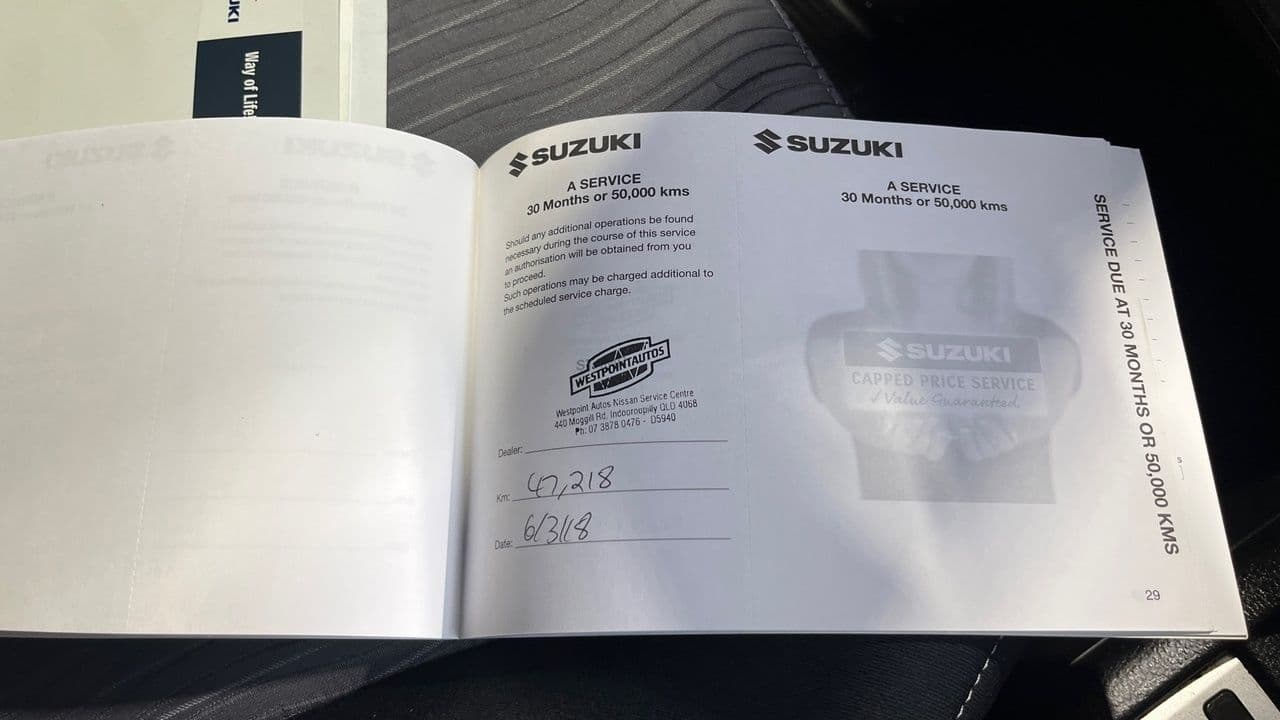 UKI
Way of Life
SUZUKI
A SERVICE
30 Months or 50,000 kms
Should any additional operations be found
necessary during the course of this service
an authorisation will be obtained from you
to proceed.
Such operations may be charged additional to
the scheduled service charge.
WESTPOINTAUTOS
Westpoint Autos Nissan Service Centre
440 Moggill Rd, Indooroopilly QLD 4068
Ph: 07 3878 0476 - D5940
Dealer:
Km: 47,218
Date: 6/3/18
SUZUKI
A SERVICE
30 Months or 50,000 kms
SUZUKI
CAPPED PRICE SERVICE
Value Guaranteed.
SERVICE DUE AT 30 MONTHS OR 50,000 KMS
29